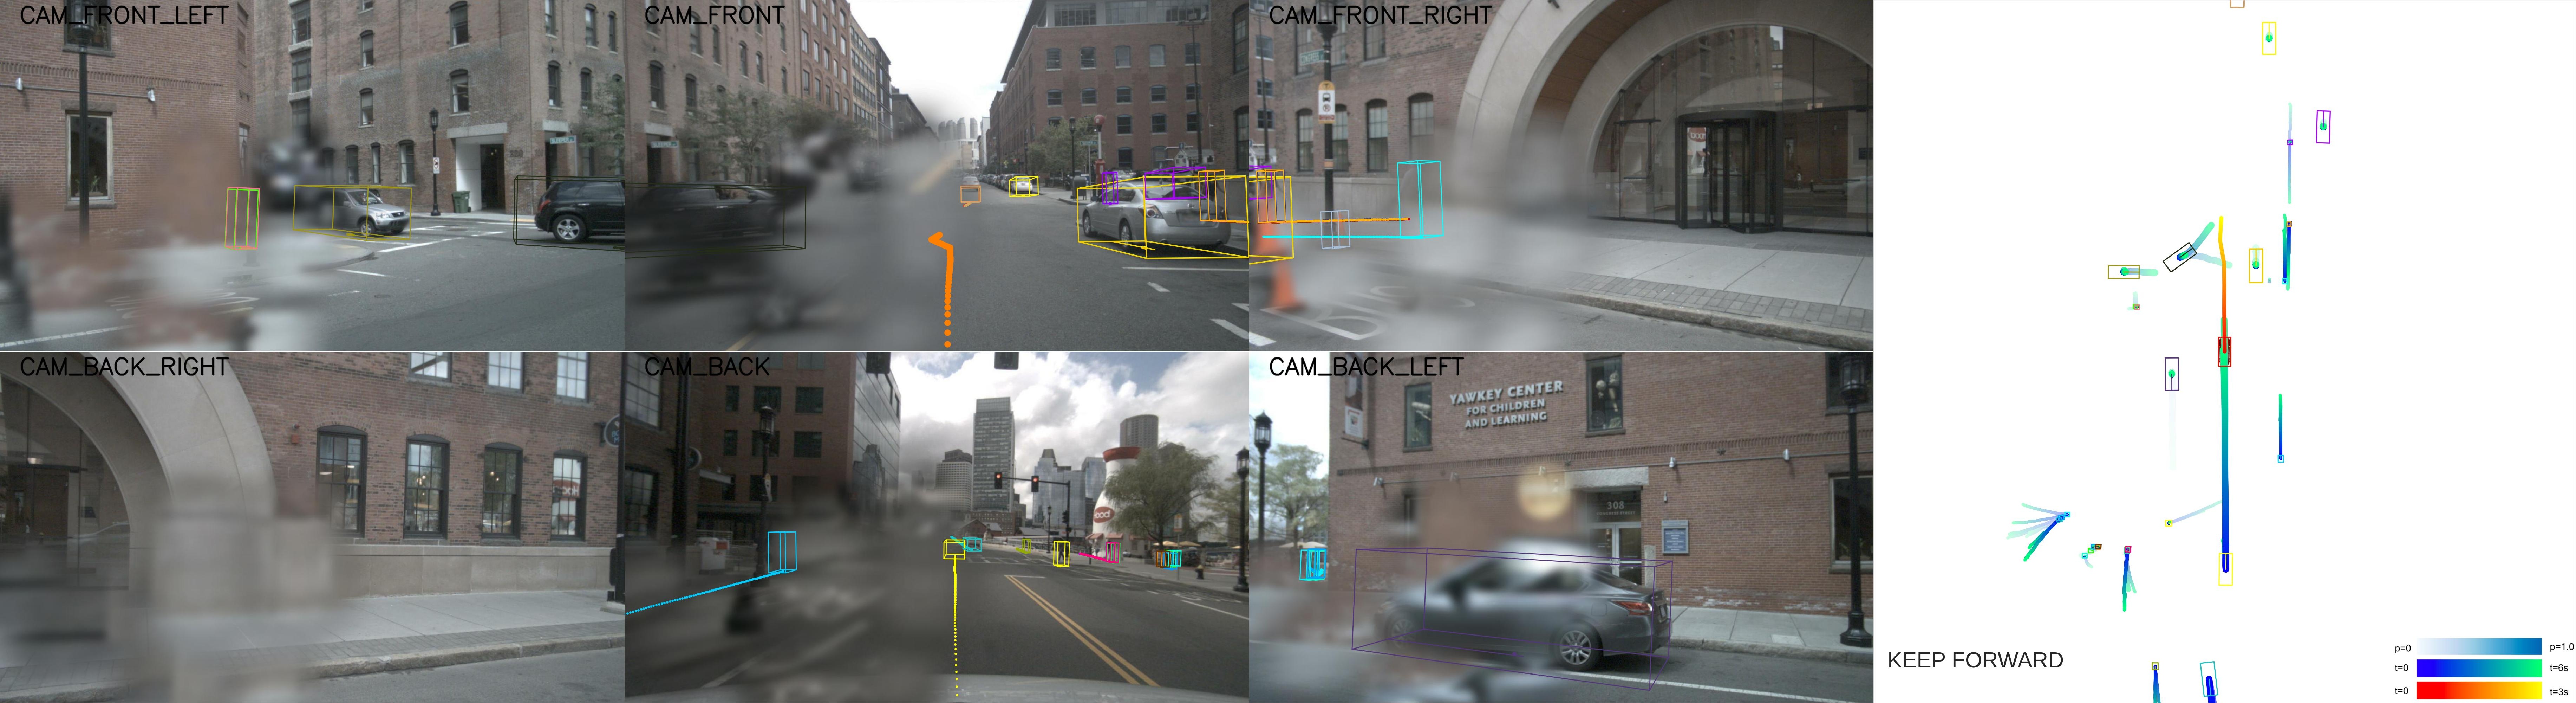 CAM_FRONT_LEFT
CAM_FRONT
CAM_FRONT_RIGHT
CAM_BACK_RIGHT
CAM_BACK
CAM_BACK_LEFT
YAWKEY CENTER
FOR CHILDREN
AND LEARNING
308
KEEP FORWARD
p=0
p=1.0
t=0
t=6s
t=0
t=3s